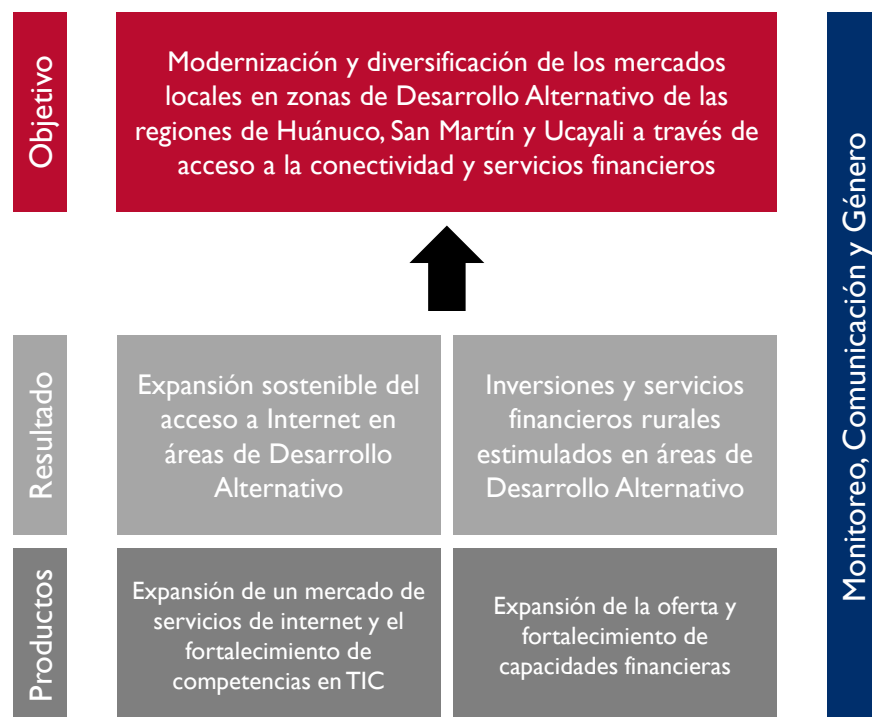 Objetivo
Modernización y diversificación de los mercados
locales en zonas de Desarrollo Alternativo de las
regiones de Huánuco, San Martín y Ucayali a través de
acceso a la conectividad y servicios financieros
Resultado
Expansión sostenible del
acceso a Internet en
áreas de Desarrollo
Alternativo
Inversiones y servicios
financieros rurales
estimulados en áreas de
Desarrollo Alternativo
Productos
Expansión de un mercado de
servicios de internet y el
fortalecimiento de
competencias en TIC
Expansión de la oferta y
fortalecimiento de
capacidades financieras
Monitoreo, Comunicación y Género